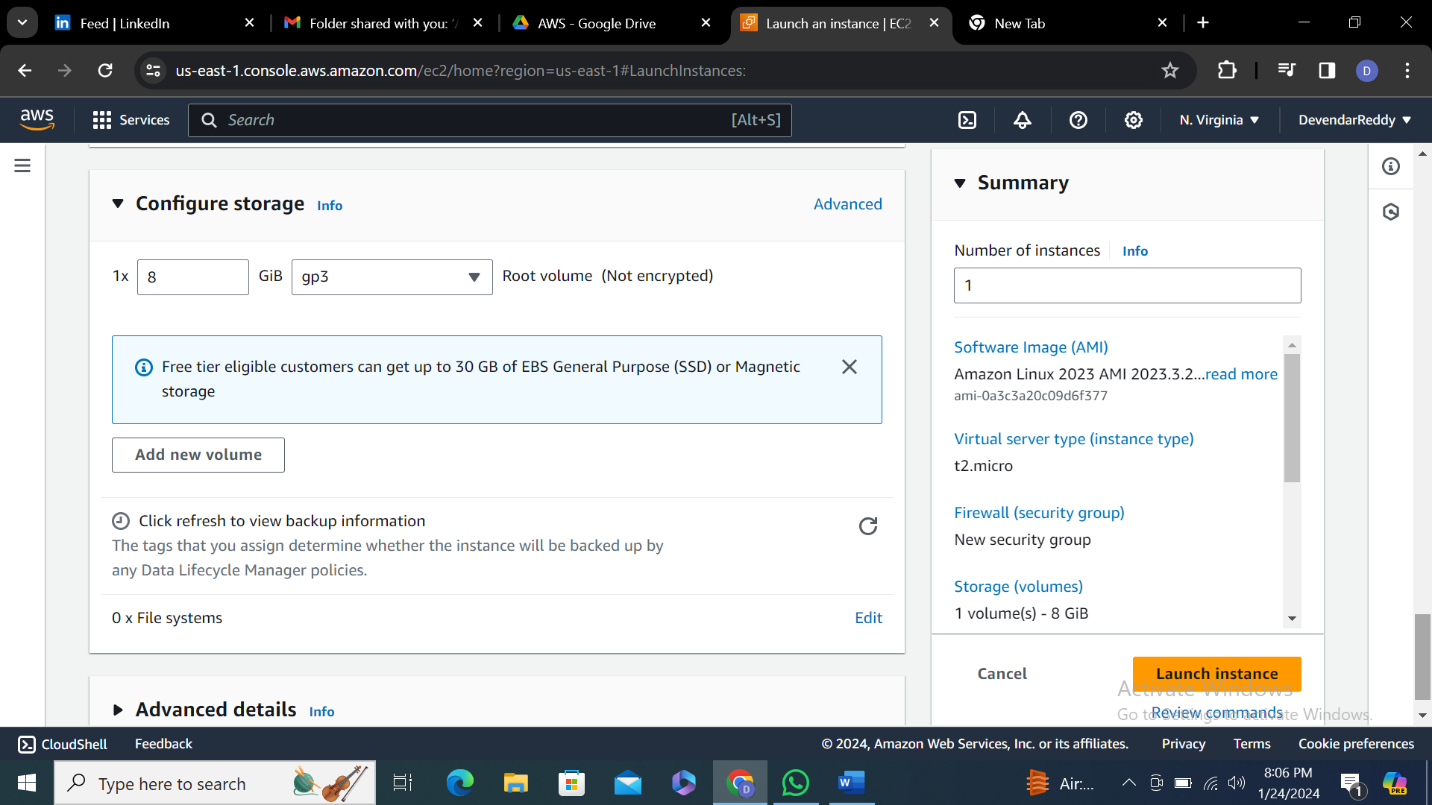 Feed | LinkedIn
Folder shared with you: 'A
AWS - Google Drive
Launch an instance | EC2
New Tab
us-east-1.console.aws.amazon.com/ec2/home?region=us-east-1#LaunchInstances:
D
aws
Services
Search
[Alt+S]
N. Virginia
DevendarReddy
Configure storage Info
Advanced
1x 8 GiB gp3 Root volume (Not encrypted)
Free tier eligible customers can get up to 30 GB of EBS General Purpose (SSD) or Magnetic
storage
Add new volume
Click refresh to view backup information
The tags that you assign determine whether the instance will be backed up by
any Data Lifecycle Manager policies.
0 x File systems
Edit
Advanced details Info
Summary
Number of instances Info
1
Software Image (AMI)
Amazon Linux 2023 AMI 2023.3.2...read more
ami-0a3c3a20c09d6f377
Virtual server type (instance type)
t2.micro
Firewall (security group)
New security group
Storage (volumes)
1 volume(s) - 8 GiB
Cancel
Launch instance
Activate Windows
Review commands
Go to Settings to activate Windows.
CloudShell
Feedback
© 2024, Amazon Web Services, Inc. or its affiliates.
Privacy
Terms
Cookie preferences
Type here to search
D
W
Air:...
8:06 PM
1/24/2024
1
PRE